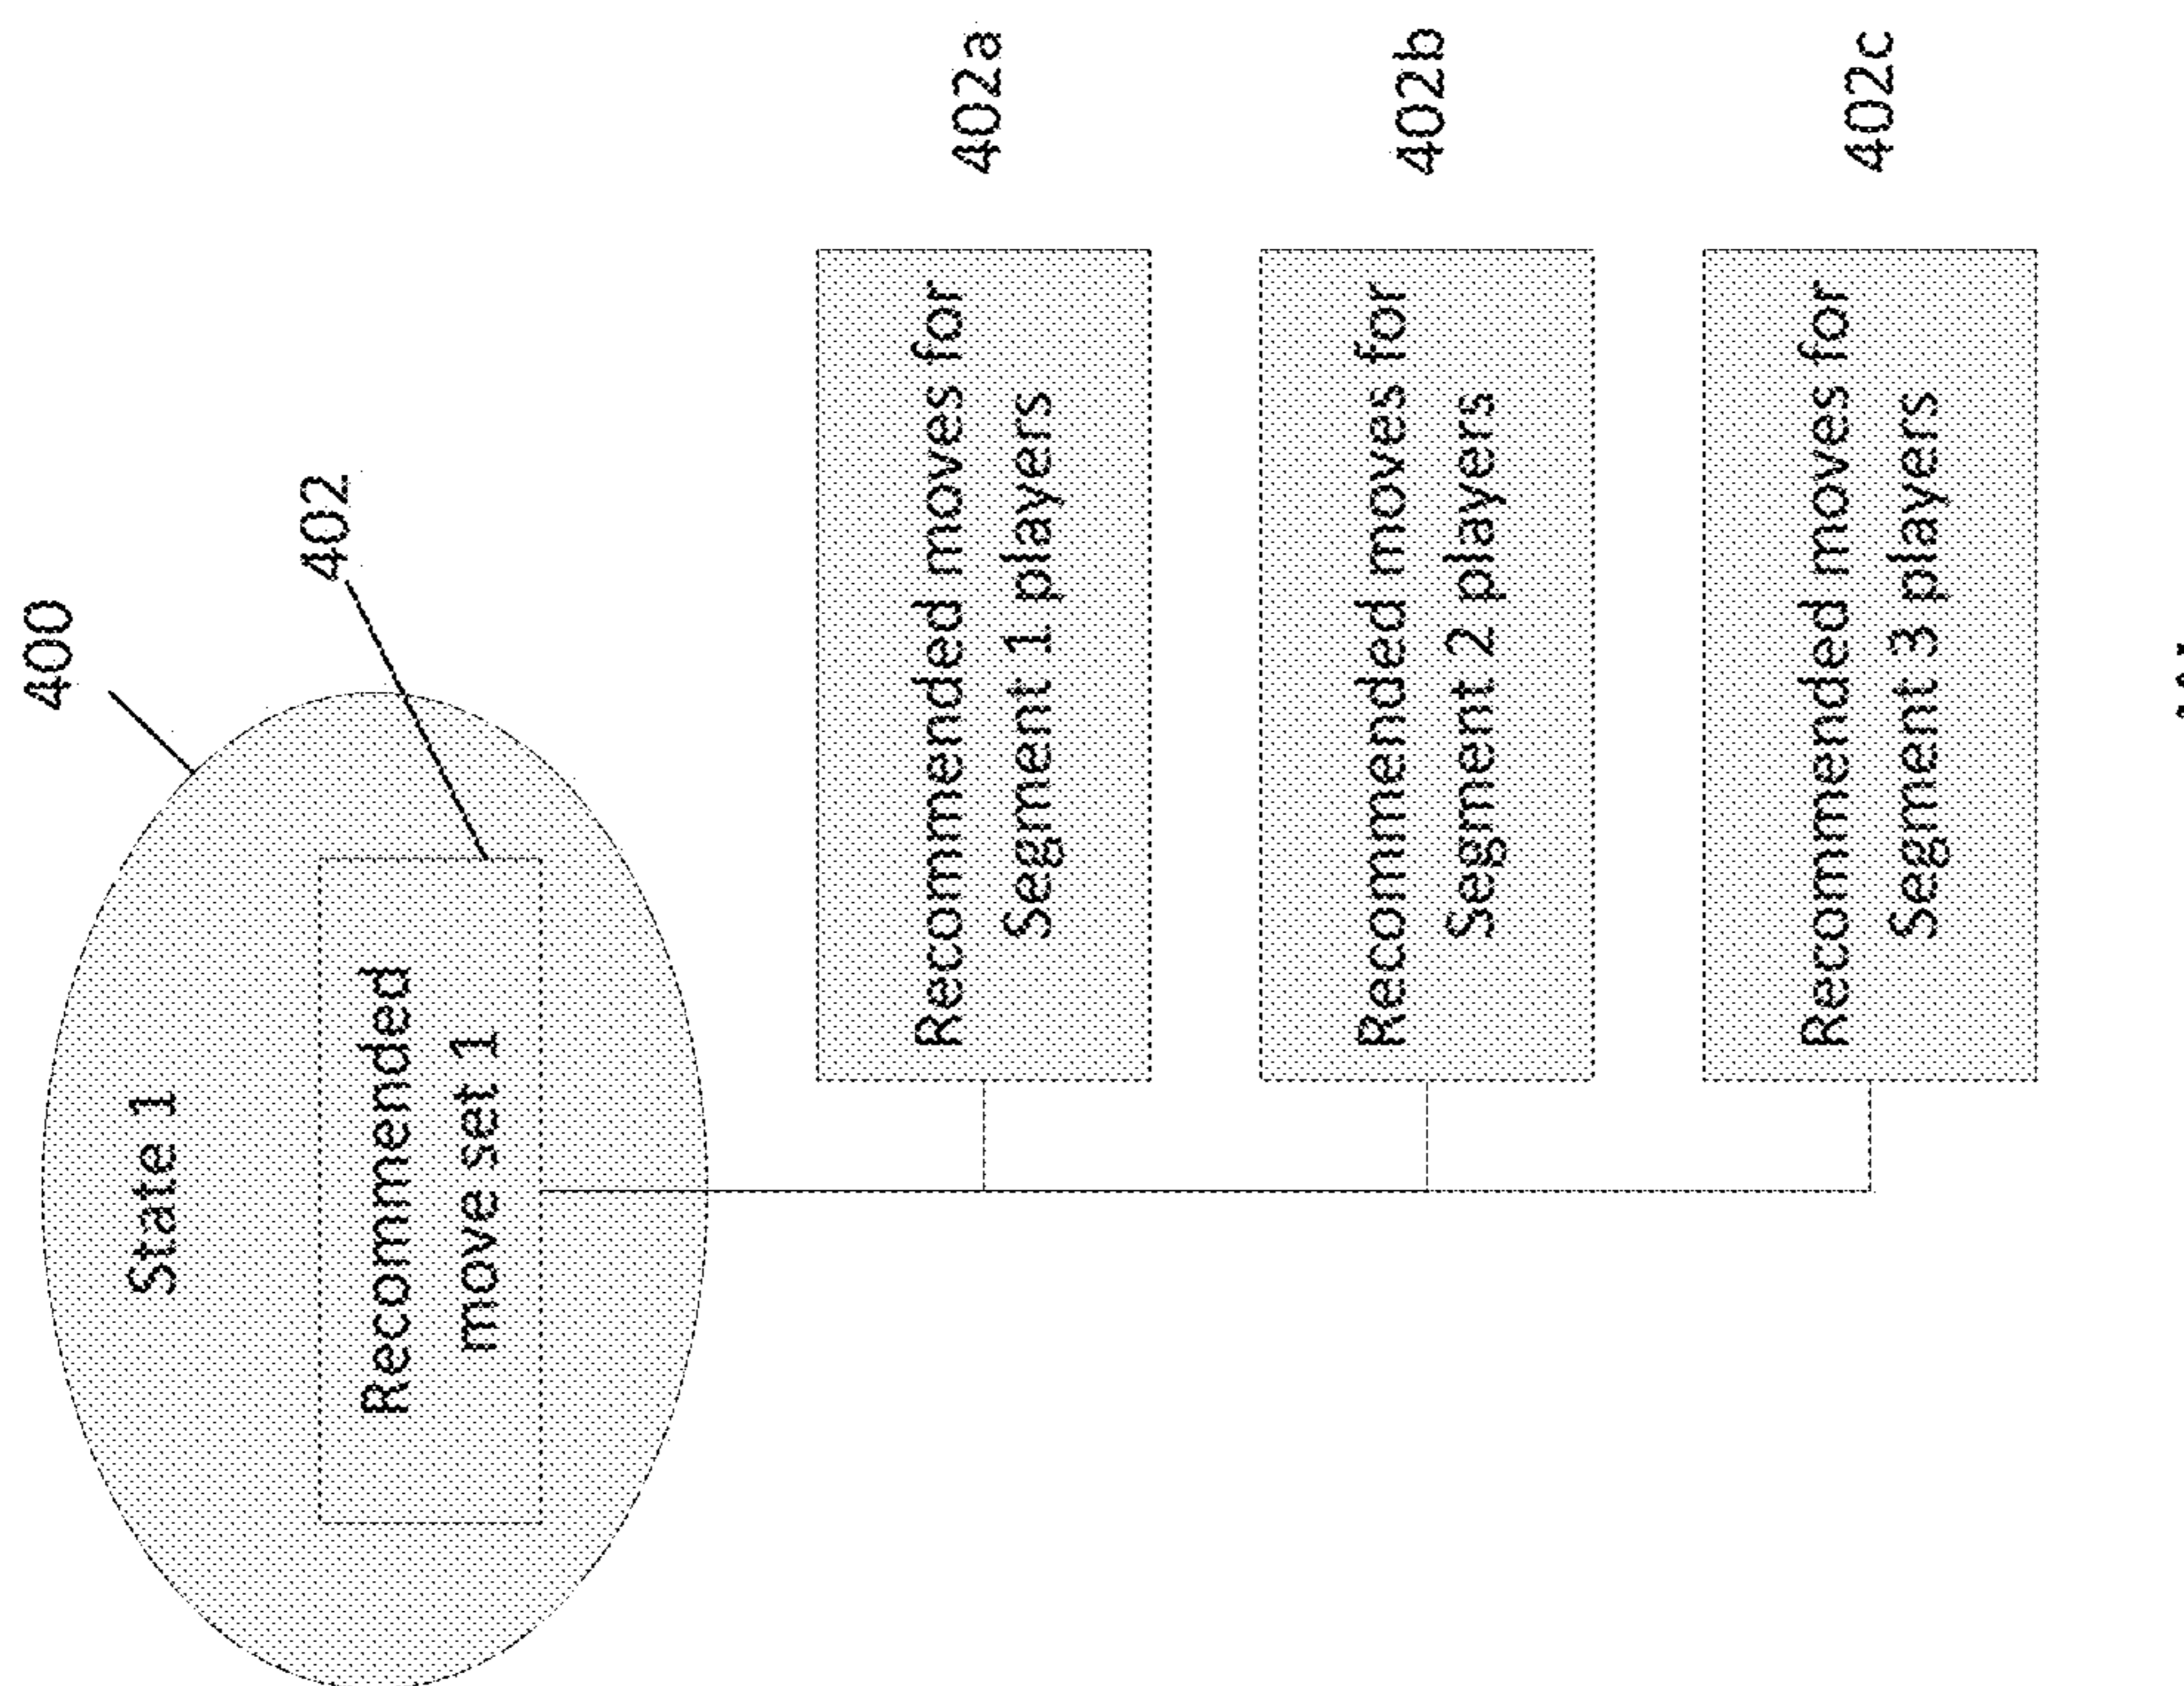 400
State 1
402
Recommended
move set 1
Recommended moves for
Segment 1 players
402a
Recommended moves for
Segment 2 players
402b
Recommended moves for
Segment 3 players
402c